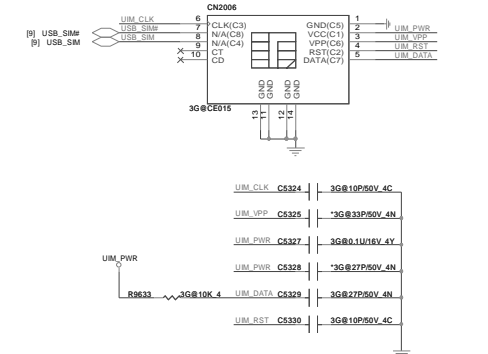 CN2006
UIM_CLK 6 CLK(C3) GND(C5) 1
[9] USB_SIM# USB_SIM# 7 N/A(C8) VCC(C1) 2 UIM_PWR
[9] USB_SIM USB_SIM 8 N/A(C4) VPP(C6) 3 UIM_VPP
9 CT RST(C2) 4 UIM_RST
10 CD DATA(C7) 5 UIM_DATA
GND GND GND GND
3G@CE015
13 11 12 14
UIM_CLK C5324 3G@10P/50V_4C
UIM_VPP C5325 *3G@33P/50V_4N
UIM_PWR C5327 3G@0.1U/16V_4Y
UIM_PWR
UIM_PWR C5328 *3G@27P/50V_4N
R9633 3G@10K_4 UIM_DATA C5329 3G@27P/50V_4N
UIM_RST C5330 3G@10P/50V_4C